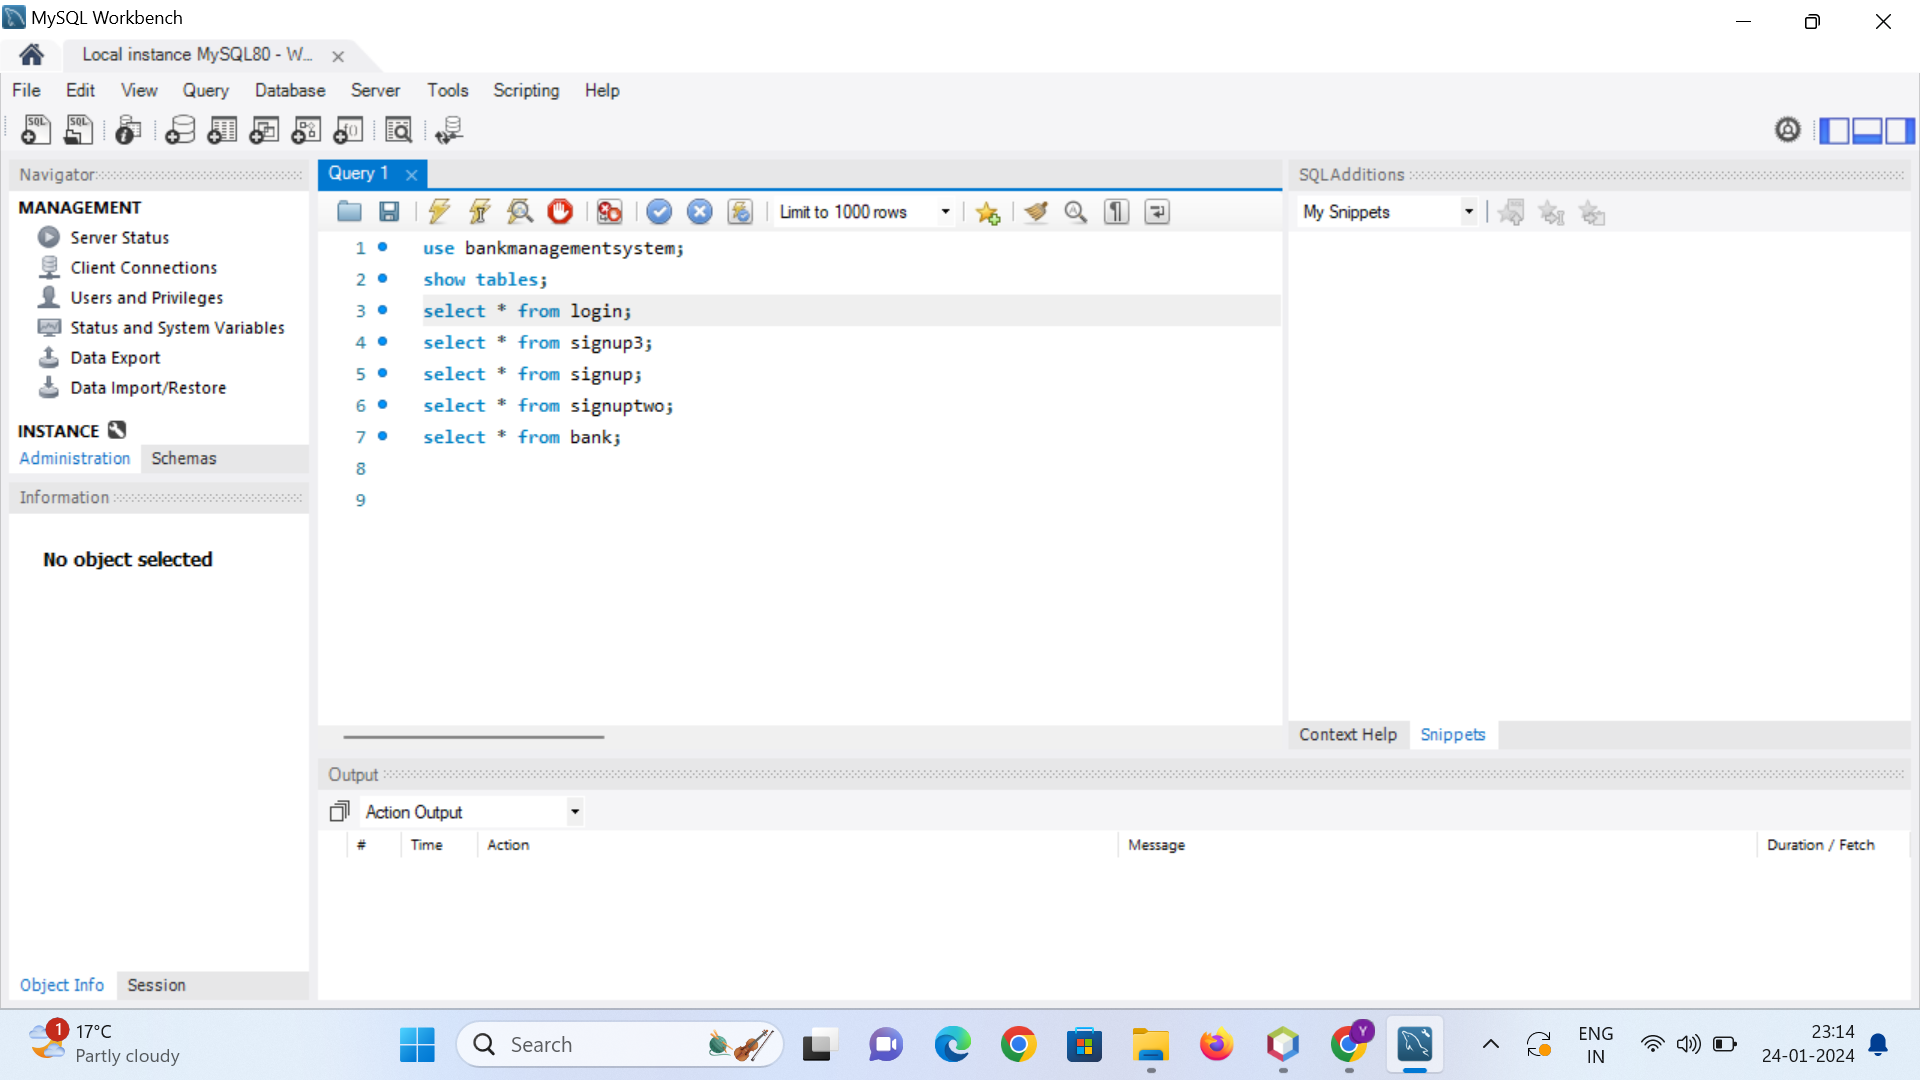 MySQL Workbench
Local instance MySQL80 - W...
File Edit View Query Database Server Tools Scripting Help
SQL SQL
Navigator
MANAGEMENT
Server Status
Client Connections
Users and Privileges
Status and System Variables
Data Export
Data Import/Restore
INSTANCE
Administration Schemas
Information
No object selected
Object Info Session
Query 1
Limit to 1000 rows
1 use bankmanagementsystem;
2 show tables;
3 select * from login;
4 select * from signup3;
5 select * from signup;
6 select * from signuptwo;
7 select * from bank;
8
9
SQLAdditions
My Snippets
Context Help Snippets
Output
Action Output
# Time Action Message Duration / Fetch
1
17°C
Partly cloudy
Search
Y
ENG
IN
23:14
24-01-2024